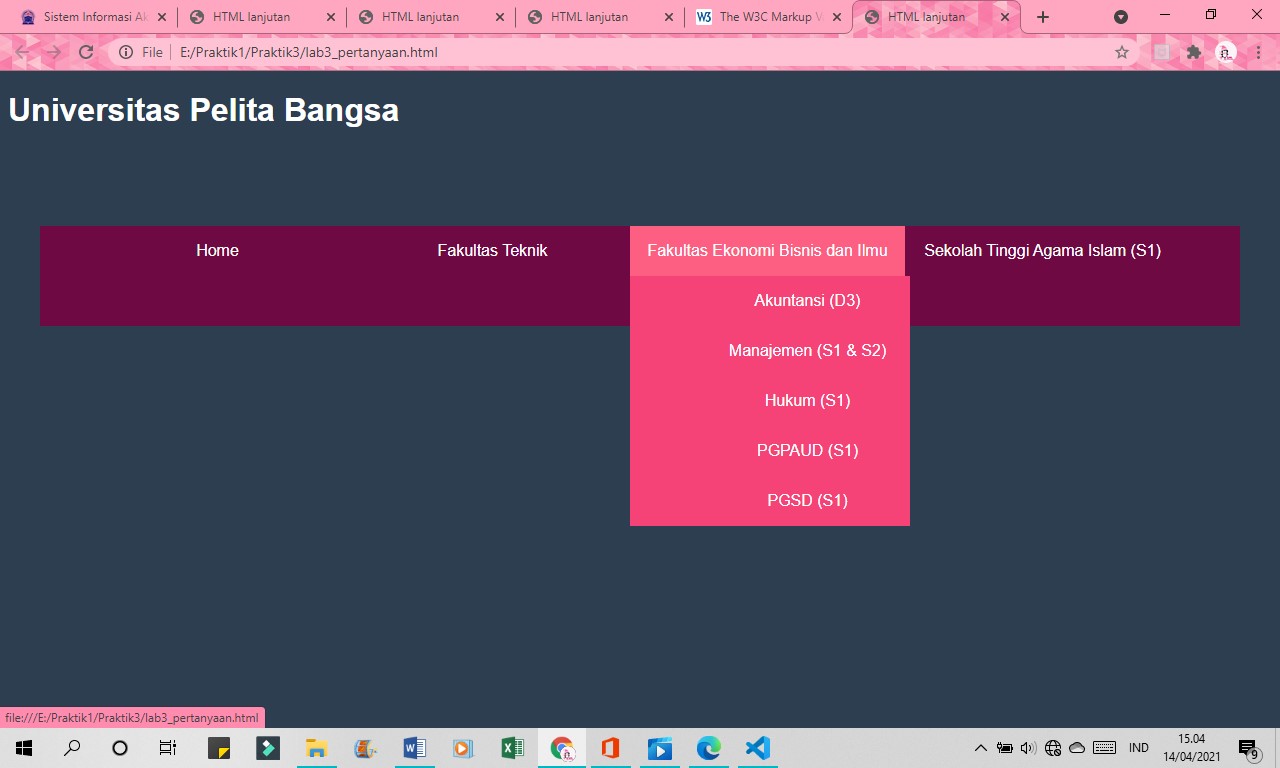 Sistem Informasi Ak
HTML lanjutan
HTML lanjutan
HTML lanjutan
The W3C Markup V
HTML lanjutan
File
E:/Praktik1/Praktik3/lab3_pertanyaan.html
Universitas Pelita Bangsa
Home
Fakultas Teknik
Fakultas Ekonomi Bisnis dan Ilmu
Sekolah Tinggi Agama Islam (S1)
Akuntansi (D3)
Manajemen (S1 & S2)
Hukum (S1)
PGPAUD (S1)
PGSD (S1)
file:///E:/Praktik1/Praktik3/lab3_pertanyaan.html
IND
15.04
14/04/2021
9